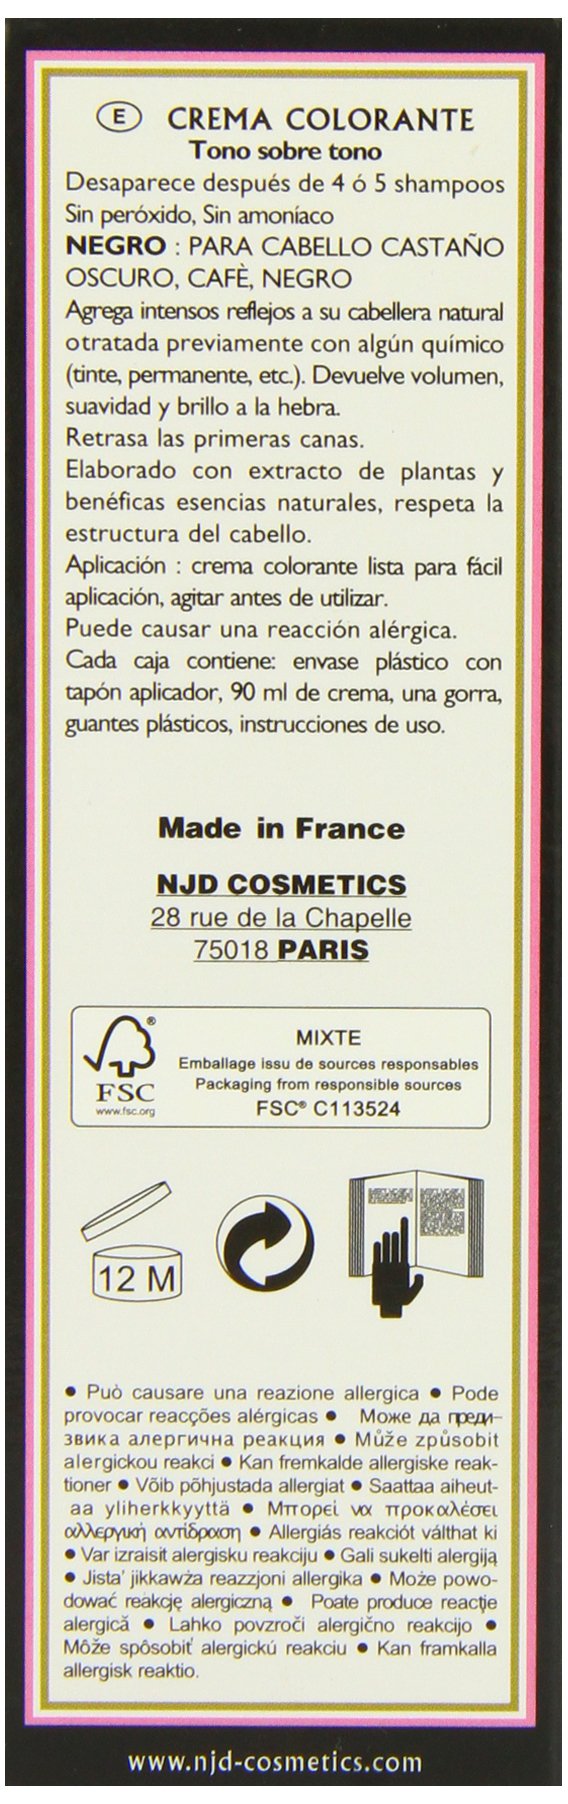 E CREMA COLORANTE
Tono sobre tono
Desaparece después de 4 ó 5 shampoos
Sin peróxido, Sin amoníaco
NEGRO : PARA CABELLO CASTAÑO
OSCURO, CAFÈ, NEGRO
Agrega intensos reflejos a su cabellera natural
o tratada previamente con algún químico
(tinte, permanente, etc.). Devuelve volumen,
suavidad y brillo a la hebra.
Retrasa las primeras canas.
Elaborado con extracto de plantas y
benéficas esencias naturales, respeta la
estructura del cabello.
Aplicación : crema colorante lista para fácil
aplicación, agitar antes de utilizar.
Puede causar una reacción alérgica.
Cada caja contiene: envase plástico con
tapón aplicador, 90 ml de crema, una gorra,
guantes plásticos, instrucciones de uso.
Made in France
NJD COSMETICS
28 rue de la Chapelle
75018 PARIS
®
FSC
www.fsc.org
MIXTE
Emballage issu de sources responsables
Packaging from responsible sources
FSC® C113524
12 M
• Può causare una reazione allergica • Pode
provocar reacções alérgicas • Може да преди-
звика алергична реакция • Může způsobit
alergickou reakci • Kan fremkalde allergiske reak-
tioner • Võib põhjustada allergiat • Saattaa aiheut-
aa yliherkkyyttä • Μπορεί να προκαλέσει
αλλεργική αντίδραση • Allergiás reakciót válthat ki
• Var izraisit alerģisku reakciju • Gali sukelti alergiją
• Jista' jikkawża reazzjoni allergika • Może powo-
dować reakcję alergiczną • Poate produce reacţie
alergică • Lahko povzroči alergično reakcijo •
Môže spôsobiť alergickú reakciu • Kan framkalla
allergisk reaktio.
www.njd-cosmetics.com